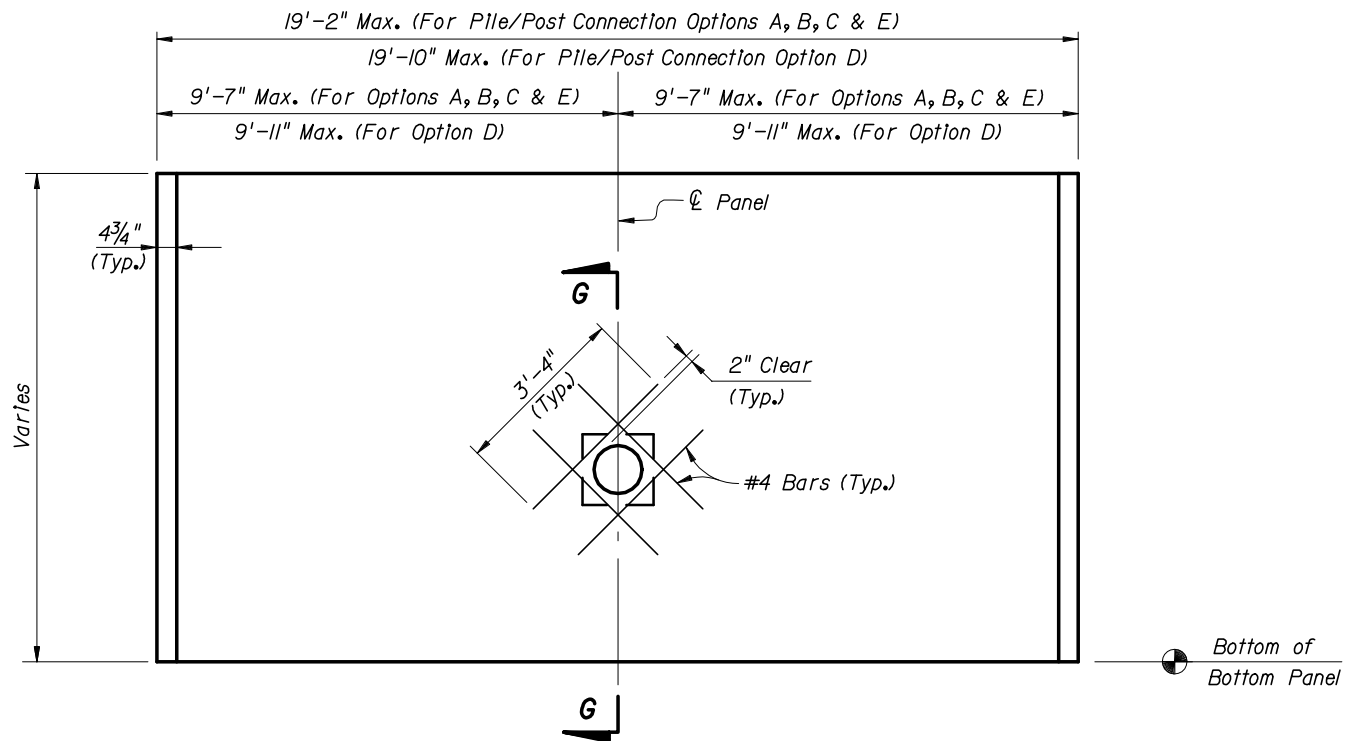 19'-2" Max. (For Pile/Post Connection Options A, B, C & E)
19'-10" Max. (For Pile/Post Connection Option D)
9'-7" Max. (For Options A, B, C & E)
9'-11" Max. (For Option D)
9'-7" Max. (For Options A, B, C & E)
9'-11" Max. (For Option D)
℄ Panel
4¾"
(Typ.)
G
Varies
3'-4"
(Typ.)
2" Clear
(Typ.)
#4 Bars (Typ.)
Bottom of
Bottom Panel
G